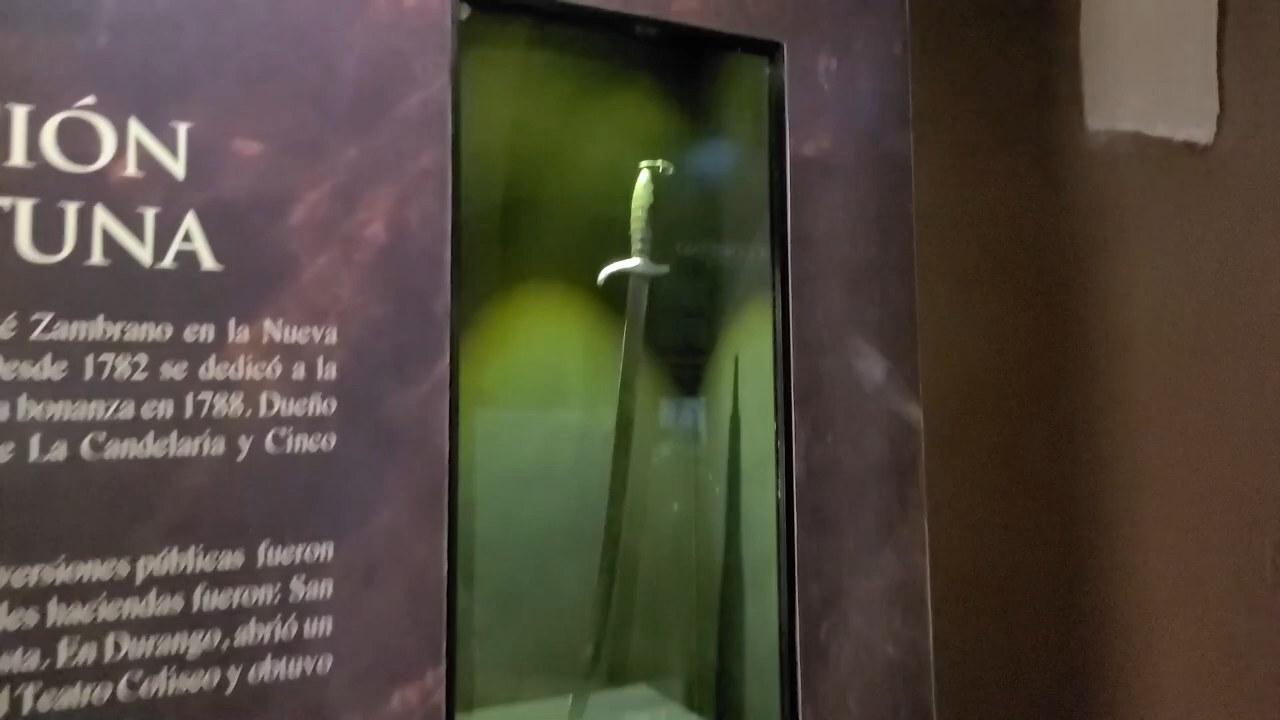 IÓN
TUNA
é Zambrano en la Nueva
Desde 1782 se dedicó a la
a bonanza en 1788. Dueño
e La Candelaria y Cinco
versiones públicas fueron
les haciendas fueron: San
En Durango, abrió un
l Teatro Coliseo y obtuvo